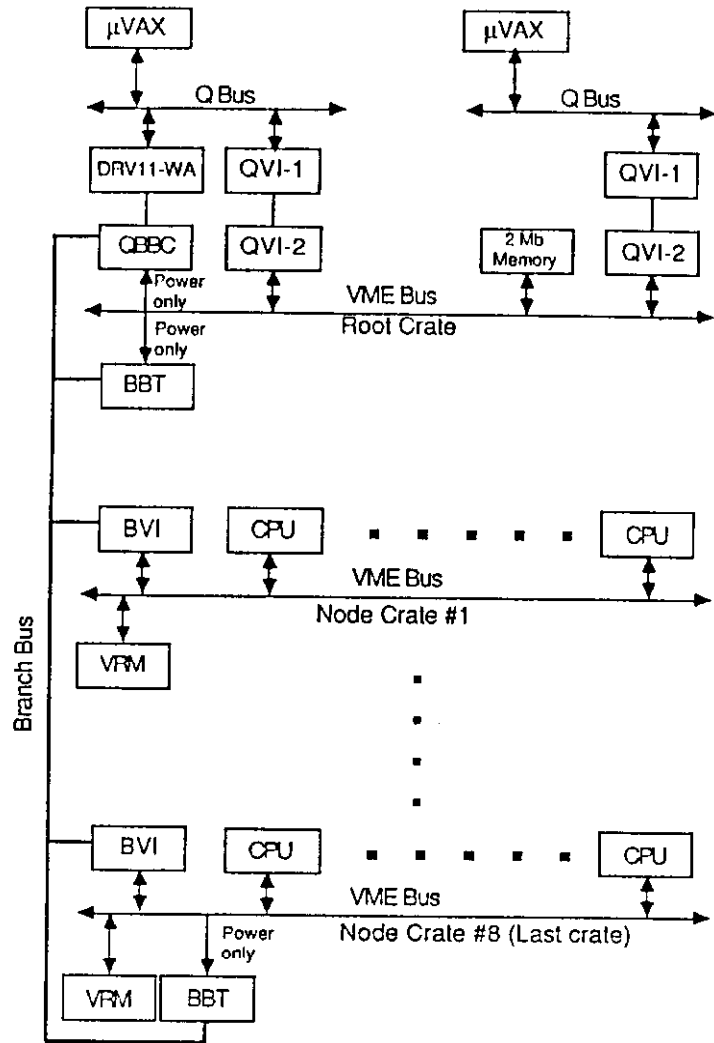 μVAX
μVAX
Q Bus
Q Bus
DRV11-WA
QVI-1
QVI-1
QBBC
QVI-2
2 Mb
Memory
QVI-2
Power
only
VME Bus
Root Crate
Power
only
BBT
BVI
CPU
CPU
VME Bus
Node Crate #1
VRM
Branch Bus
BVI
CPU
CPU
VME Bus
Node Crate #8 (Last crate)
Power
only
VRM
BBT